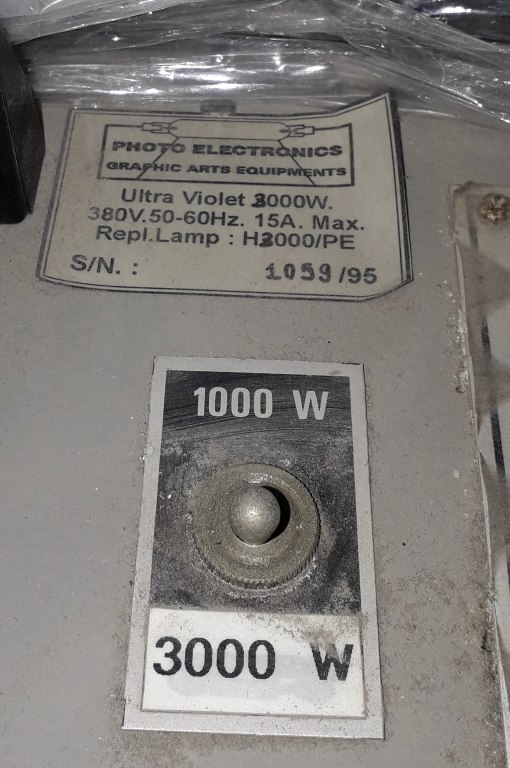 PHOTO ELECTRONICS
GRAPHIC ARTS EQUIPMENTS
Ultra Violet 3000W.
380V.50-60Hz. 15A. Max.
Repl.Lamp : H3000/PE
S/N. : 1059/95
1000 W
3000 W